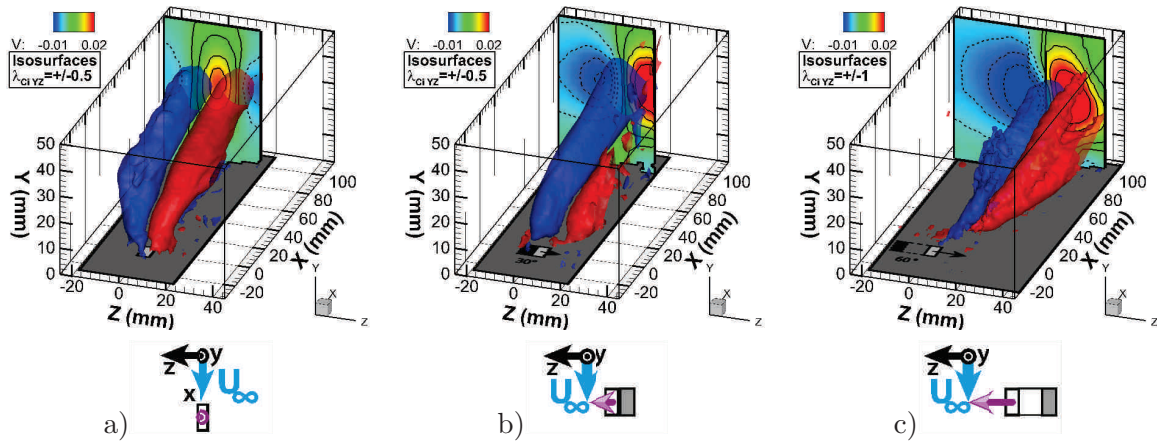 V: -0.01 0.02
Isosurfaces
λCi YZ=+/-0.5
50
40
30
20
10
0
Y (mm)
-20 0 20 40
Z (mm)
-20
0
20
40
60
80
100
X (mm)
Y
X
Z
z y
U∞
x
a)
V: -0.01 0.02
Isosurfaces
λCi YZ=+/-0.5
50
40
30
20
10
0
Y (mm)
30°
-20 0 20 40
Z (mm)
-20
0
20
40
60
80
100
X (mm)
Y
X
Z
z y
U∞
b)
V: -0.01 0.02
Isosurfaces
λCi YZ=+/-1
50
40
30
20
10
0
Y (mm)
60°
-20 0 20 40
Z (mm)
-20
0
20
40
60
80
100
X (mm)
Y
X
Z
z y
U∞
c)